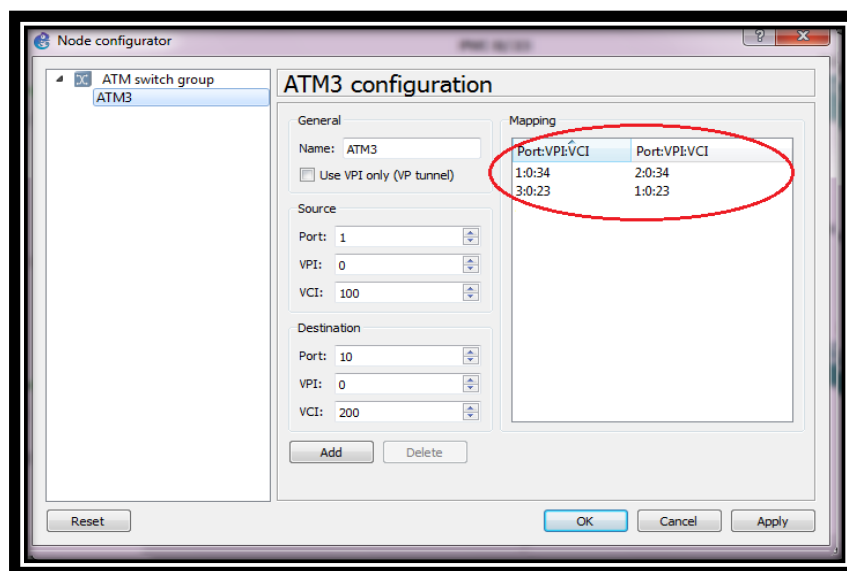 Node configurator
ATM switch group
ATM3
ATM3 configuration
General
Name: ATM3
Use VPI only (VP tunnel)
Source
Port: 1
VPI: 0
VCI: 100
Destination
Port: 10
VPI: 0
VCI: 200
Add Delete
Mapping
Port:VPI:VCI Port:VPI:VCI
1:0:34 2:0:34
3:0:23 1:0:23
Reset OK Cancel Apply